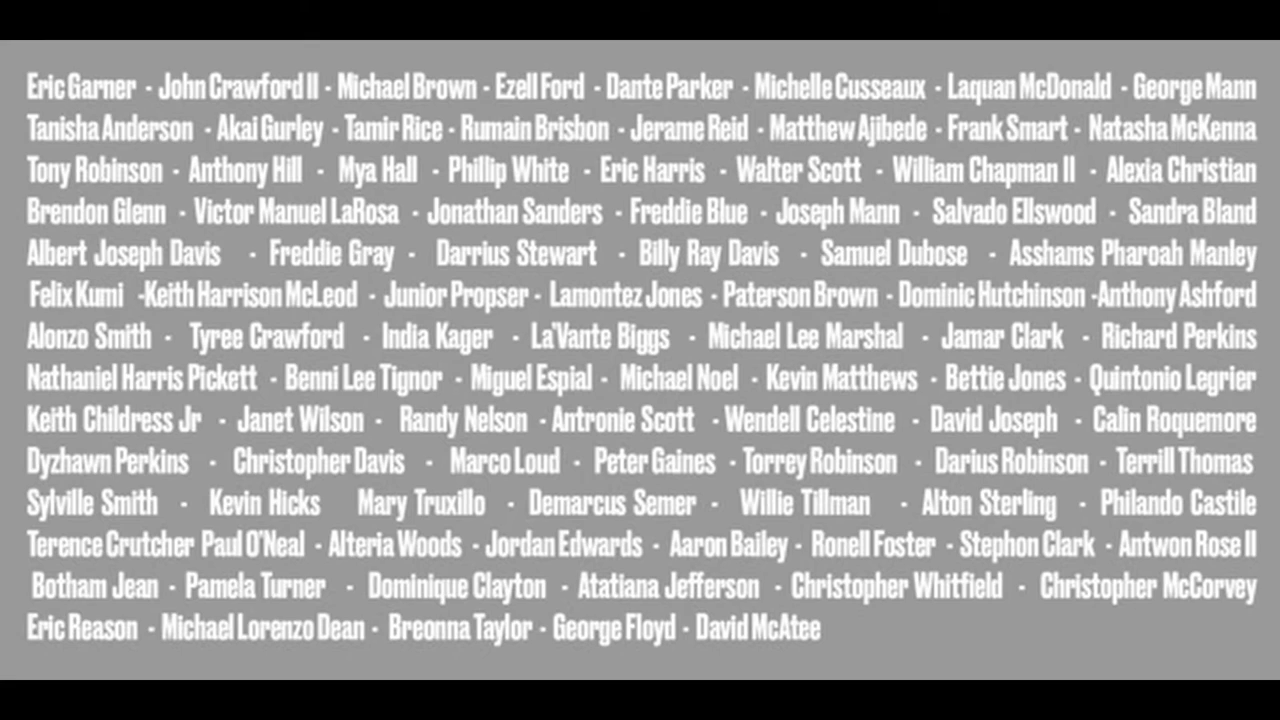 Eric Garner - John Crawford II - Michael Brown - Ezell Ford - Dante Parker - Michelle Cusseaux - Laquan McDonald - George Mann
Tanisha Anderson - Akai Gurley - Tamir Rice - Rumain Brisbon - Jerame Reid - Matthew Ajibede - Frank Smart - Natasha McKenna
Tony Robinson - Anthony Hill - Mya Hall - Phillip White - Eric Harris - Walter Scott - William Chapman II - Alexia Christian
Brendon Glenn - Victor Manuel LaRosa - Jonathan Sanders - Freddie Blue - Joseph Mann - Salvado Ellswood - Sandra Bland
Albert Joseph Davis - Freddie Gray - Darrius Stewart - Billy Ray Davis - Samuel Dubose - Asshams Pharoah Manley
Felix Kumi -Keith Harrison McLeod - Junior Propser - Lamontez Jones - Paterson Brown - Dominic Hutchinson -Anthony Ashford
Alonzo Smith - Tyree Crawford - India Kager - La'Vante Biggs - Michael Lee Marshal - Jamar Clark - Richard Perkins
Nathaniel Harris Pickett - Benni Lee Tignor - Miguel Espial - Michael Noel - Kevin Matthews - Bettie Jones - Quintonio Legrier
Keith Childress Jr - Janet Wilson - Randy Nelson - Antronie Scott - Wendell Celestine - David Joseph - Calin Roquemore
Dyzhawn Perkins - Christopher Davis - Marco Loud - Peter Gaines - Torrey Robinson - Darius Robinson - Terrill Thomas
Sylville Smith - Kevin Hicks Mary Truxillo - Demarcus Semer - Willie Tillman - Alton Sterling - Philando Castile
Terence Crutcher Paul O'Neal - Alteria Woods - Jordan Edwards - Aaron Bailey - Ronell Foster - Stephon Clark - Antwon Rose II
Botham Jean - Pamela Turner - Dominique Clayton - Atatiana Jefferson - Christopher Whitfield - Christopher McCorvey
Eric Reason - Michael Lorenzo Dean - Breonna Taylor - George Floyd - David McAtee